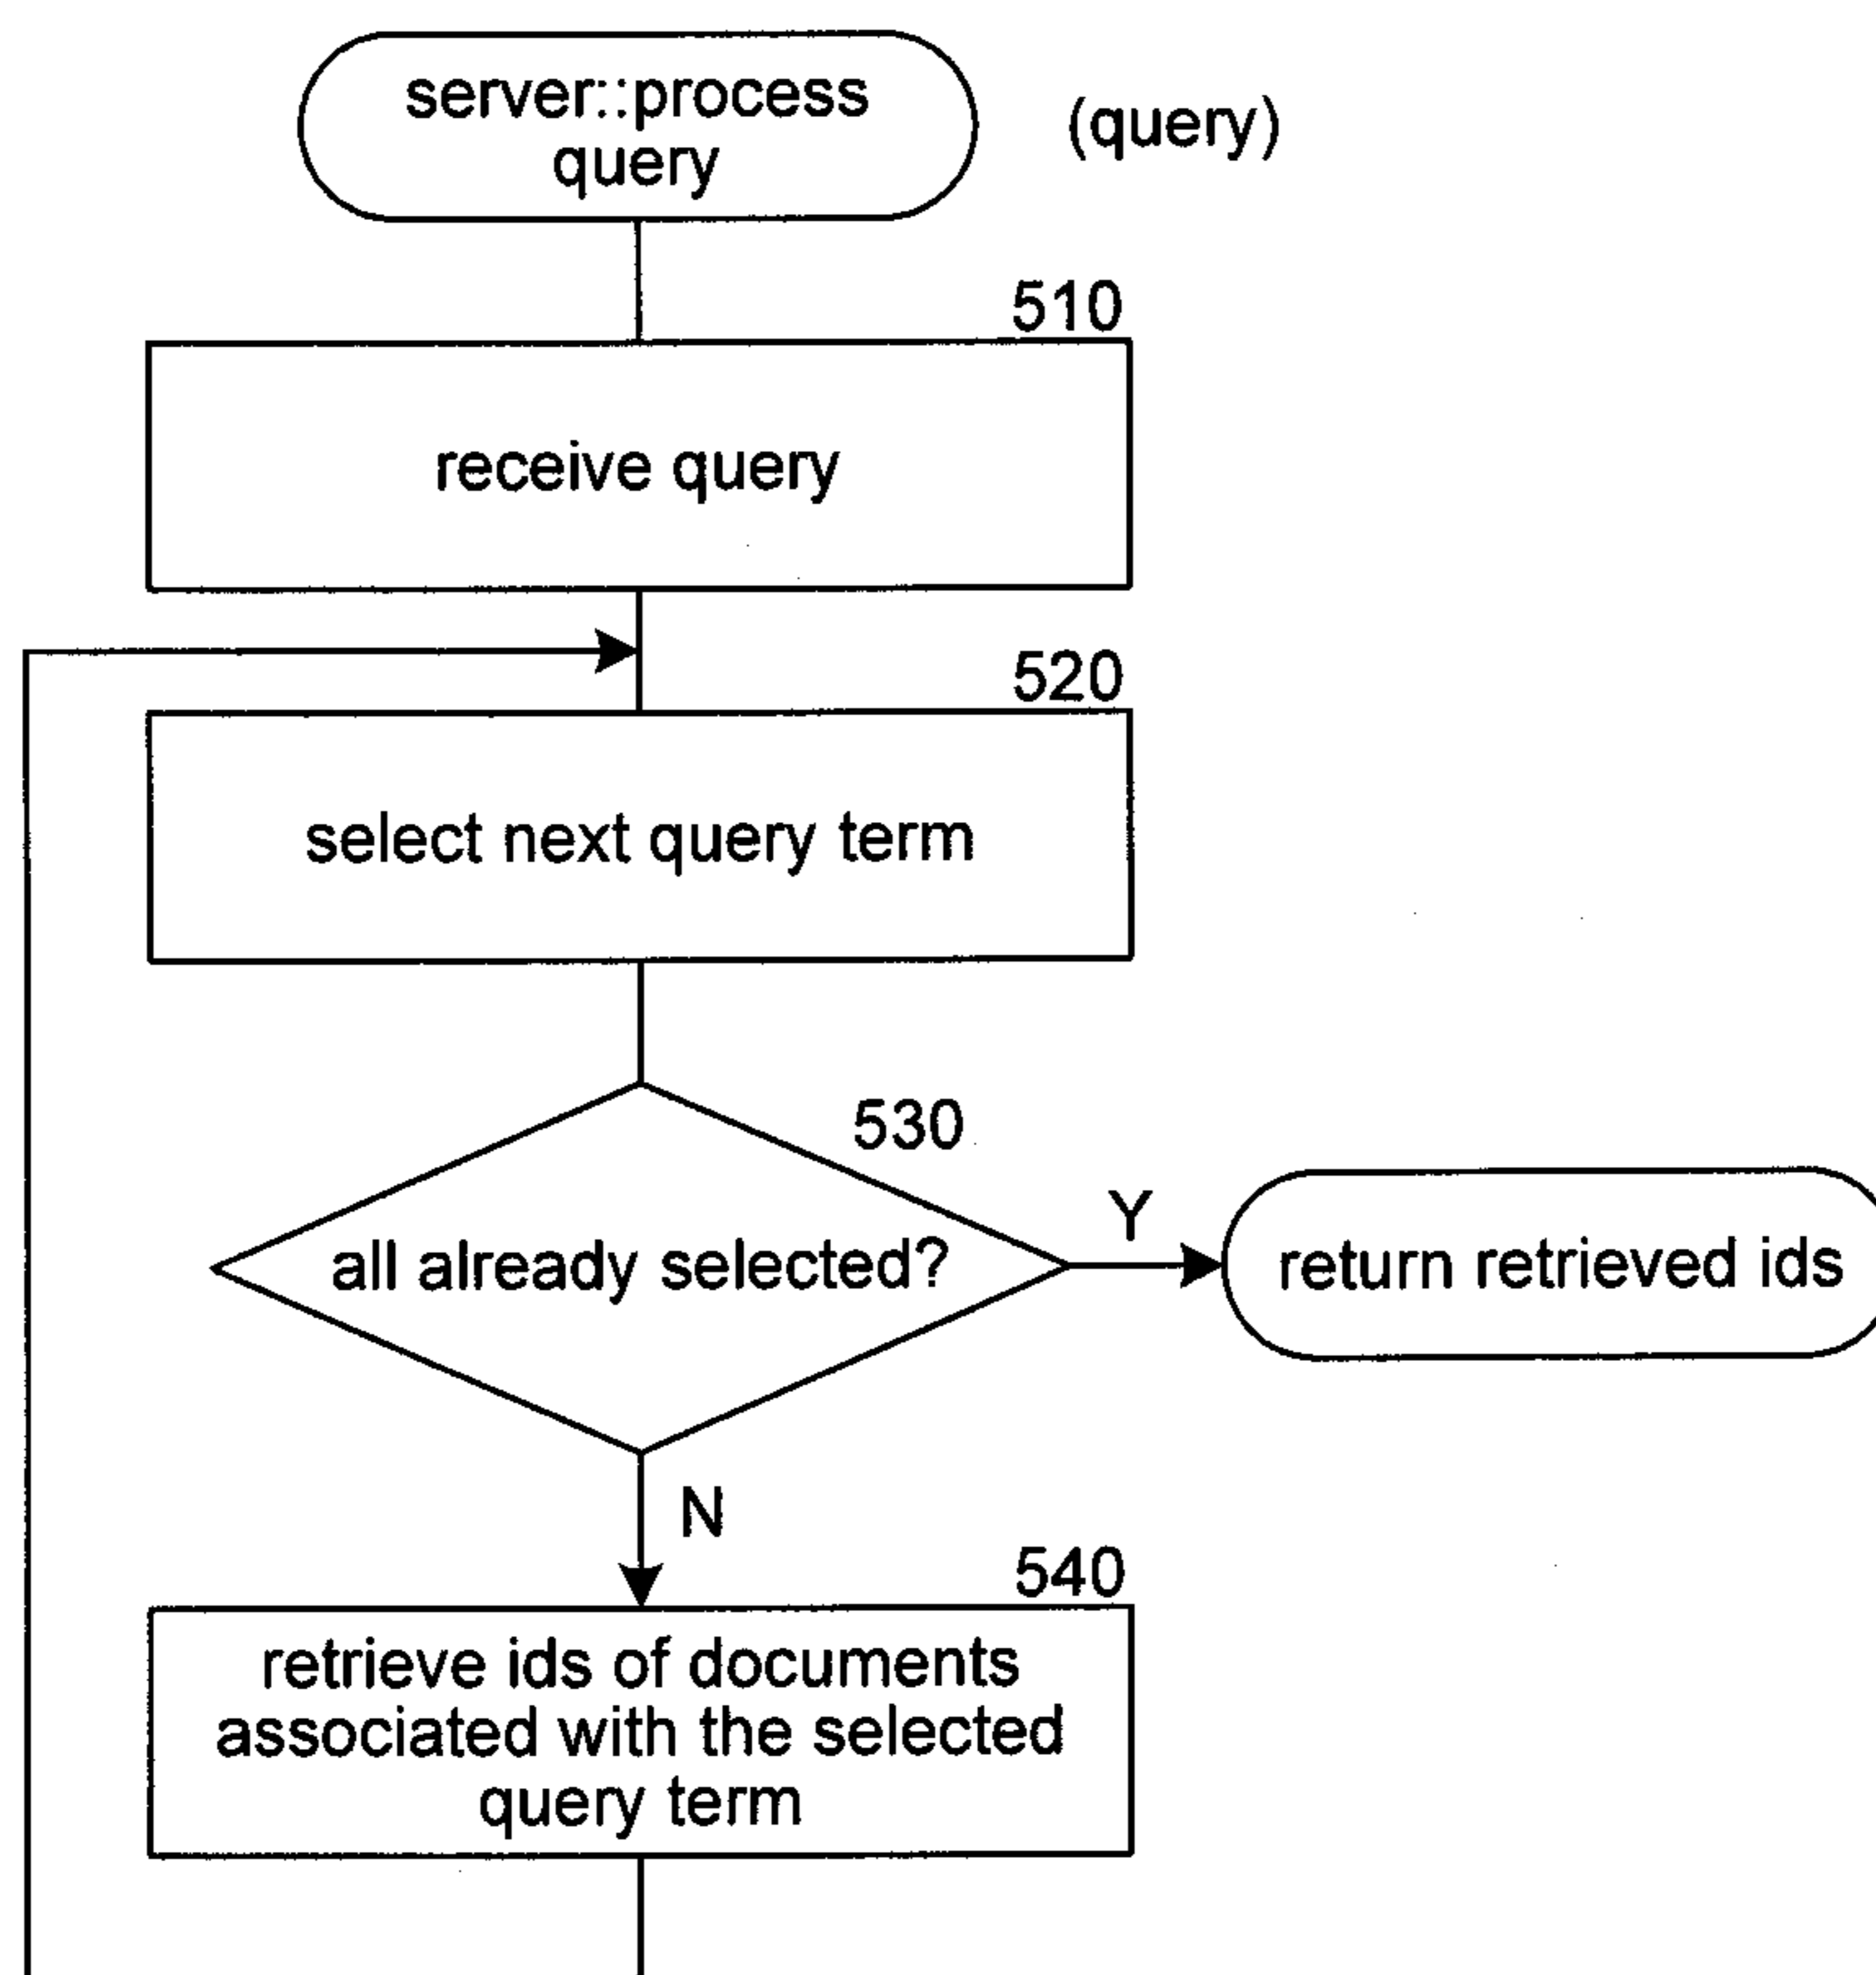 server::process
query
(query)
510
receive query
520
select next query term
530
all already selected?
Y
return retrieved ids
N
540
retrieve ids of documents
associated with the selected
query term